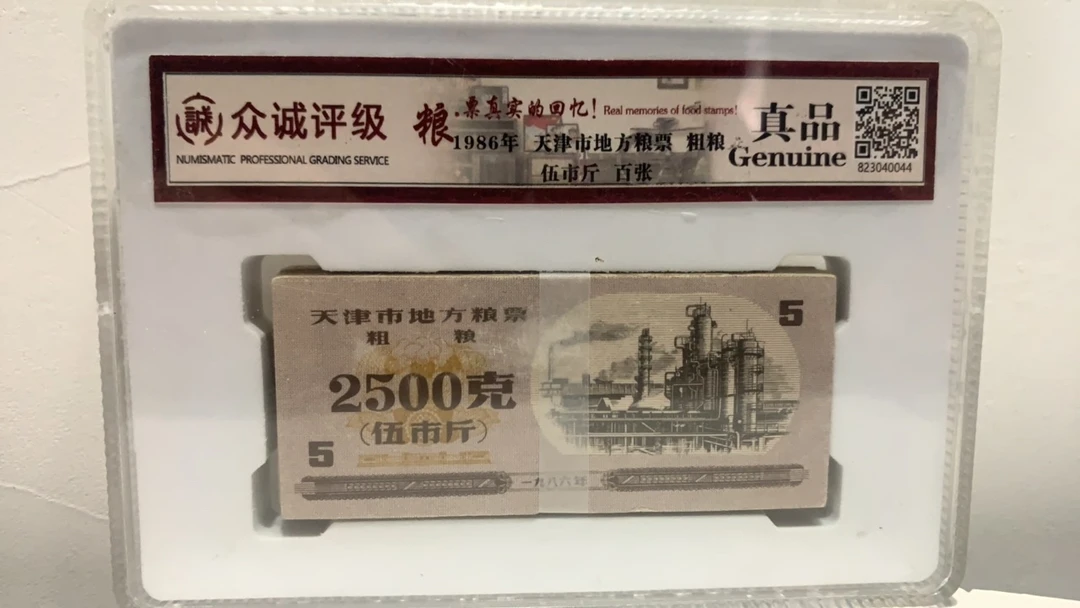 誠 众诚评级
NUMISMATIC PROFESSIONAL GRADING SERVICE
粮.票真实的回忆! Real memories of food stamps!
1986年 天津市地方粮票 粗粮
伍市斤 百张
真品
Genuine
823040044
天津市地方粮票
粗 粮
2500克
(伍市斤)
5
5
一九八六年